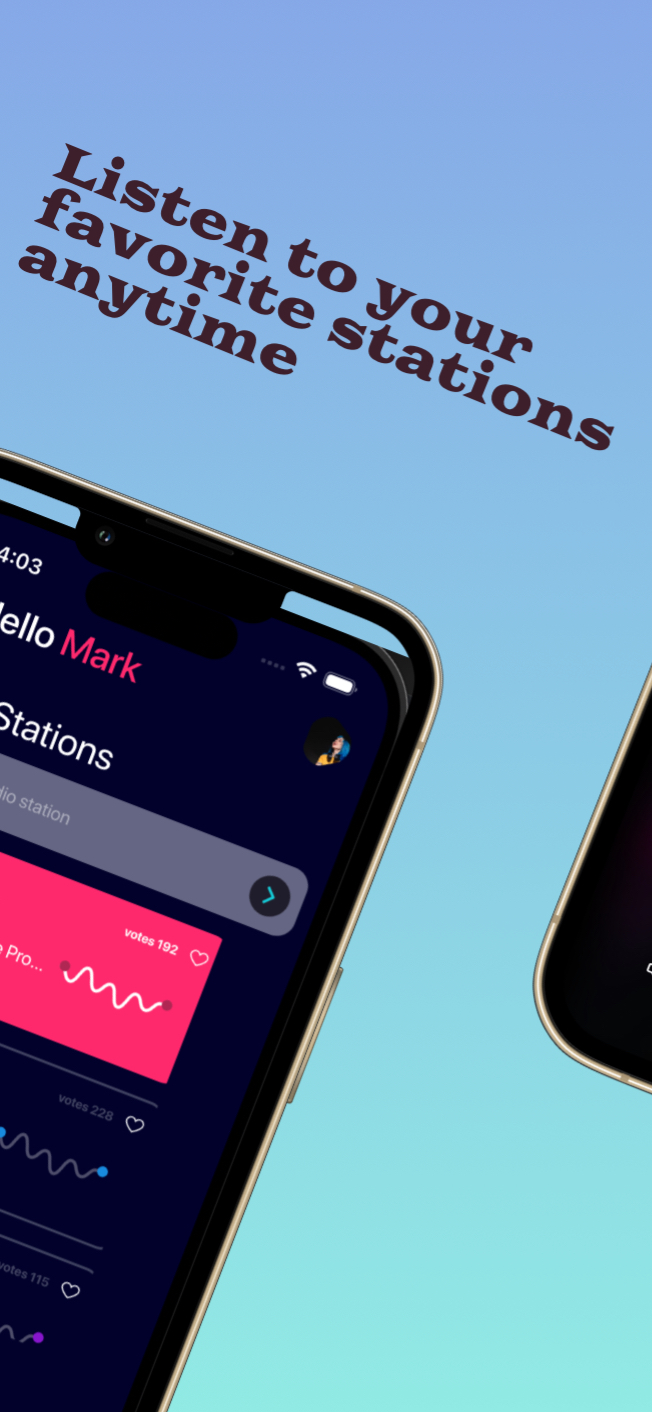 Listen to your
favorite stations
anytime
4:03
ello Mark
Stations
dio station
votes 192
e Pro...
votes 228
votes 115